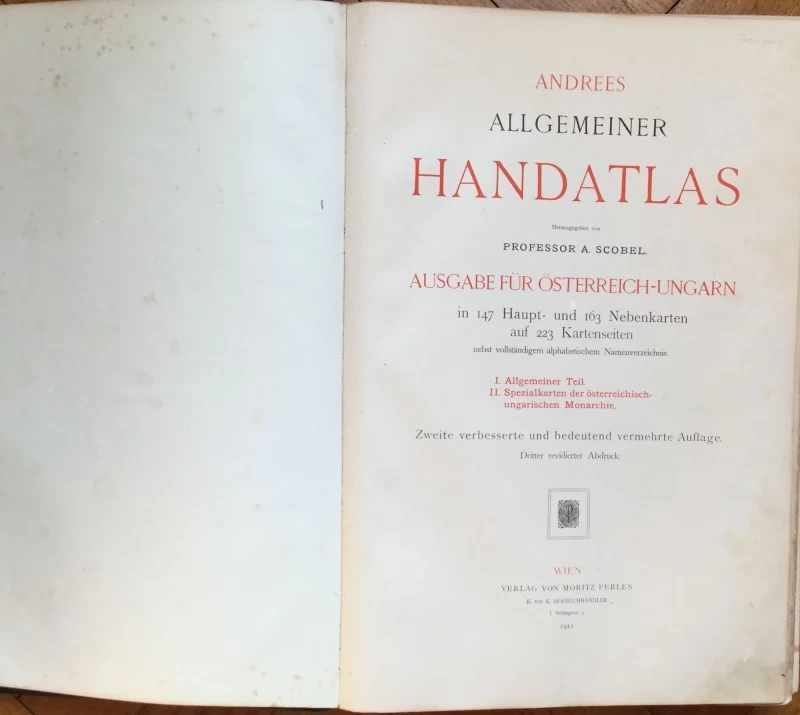 ANDREES
ALLGEMEINER
HANDATLAS
Herausgegeben von
PROFESSOR A. SCOBEL.
AUSGABE FÜR ÖSTERREICH-UNGARN
in 147 Haupt- und 163 Nebenkarten
auf 223 Kartenseiten
nebst vollständigem alphabetischem Namenverzeichnis.
I. Allgemeiner Teil.
II. Spezialkarten der österreichisch-
ungarischen Monarchie.
Zweite verbesserte und bedeutend vermehrte Auflage.
Dritter revidierter Abdruck.
WIEN
VERLAG VON MORITZ PERLES
K. UND K. HOFBUCHHÄNDLER
I. Seilergasse 4